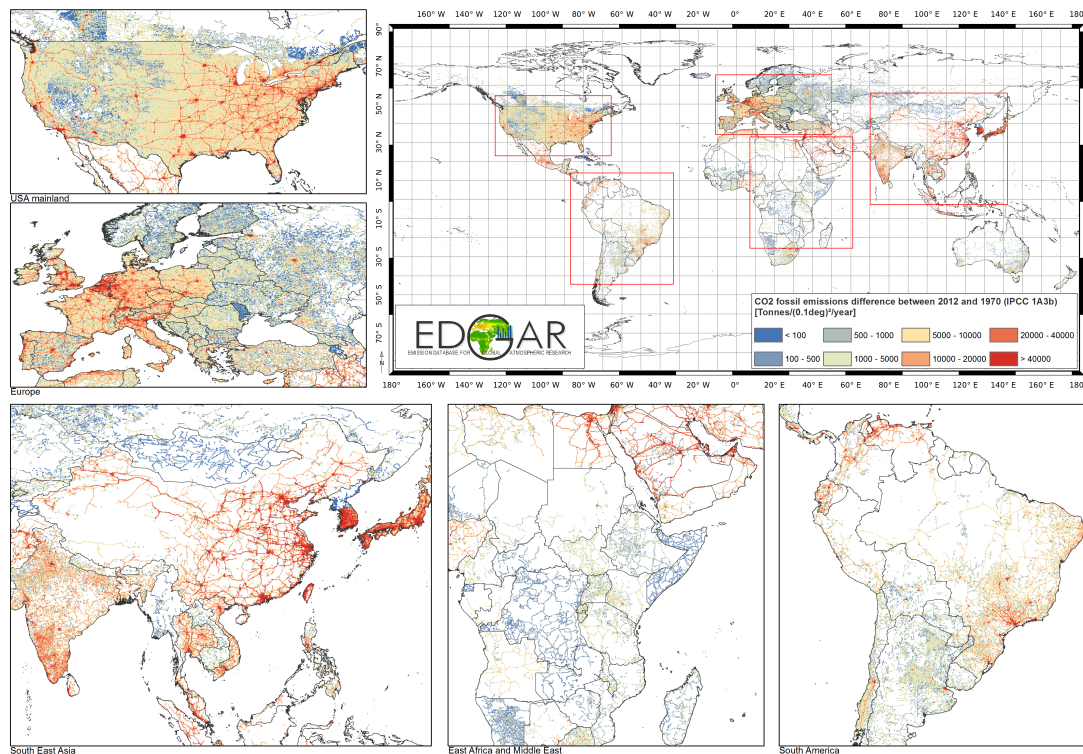 160° W 140° W 120° W 100° W 80° W 60° W 40° W 20° W 0° 20° E 40° E 60° E 80° E 100° E 120° E 140° E 160° E 180°
90°
70° N
50° N
30° N
10° N
10° S
30° S
50° S
70° S
USA mainland
Europe
CO2 fossil emissions difference between 2012 and 1970 (IPCC 1A3b)
[Tonnes/(0.1deg)²/year]
< 100 500 - 1000 5000 - 10000 20000 - 40000
100 - 500 1000 - 5000 10000 - 20000 > 40000
EDGAR
EMISSION DATABASE FOR GLOBAL ATMOSPHERIC RESEARCH
180° 160° W 140° W 120° W 100° W 80° W 60° W 40° W 20° W 0° 20° E 40° E 60° E 80° E 100° E 120° E 140° E 160° E 180°
South East Asia
East Africa and Middle East
South America